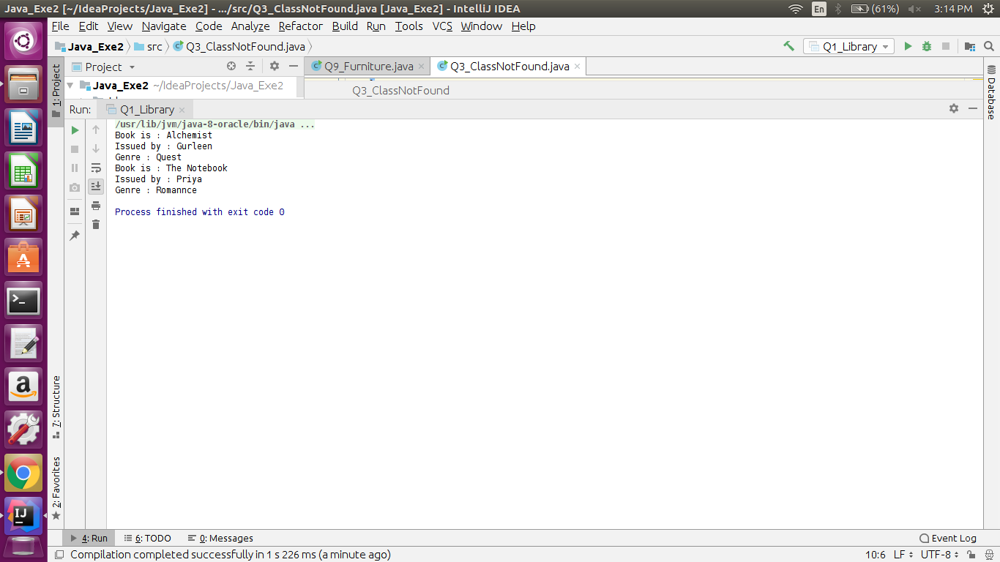 Java_Exe2 [~/IdeaProjects/Java_Exe2] - .../src/Q3_ClassNotFound.java [Java_Exe2] - IntelliJ IDEA
En
(61%)
3:14 PM
File Edit View Navigate Code Analyze Refactor Build Run Tools VCS Window Help
Java_Exe2 src Q3_ClassNotFound.java
Q1_Library
1: Project
Project
Q9_Furniture.java
Q3_ClassNotFound.java
Database
Java_Exe2 ~/IdeaProjects/Java_Exe2
Q3_ClassNotFound
Run: Q1_Library
/usr/lib/jvm/java-8-oracle/bin/java ...
Book is : Alchemist
Issued by : Gurleen
Genre : Quest
Book is : The Notebook
Issued by : Priya
Genre : Romannce
Process finished with exit code 0
7: Structure
2: Favorites
IJ
4: Run 6: TODO 0: Messages
Event Log
Compilation completed successfully in 1 s 226 ms (a minute ago)
10:6 LF UTF-8